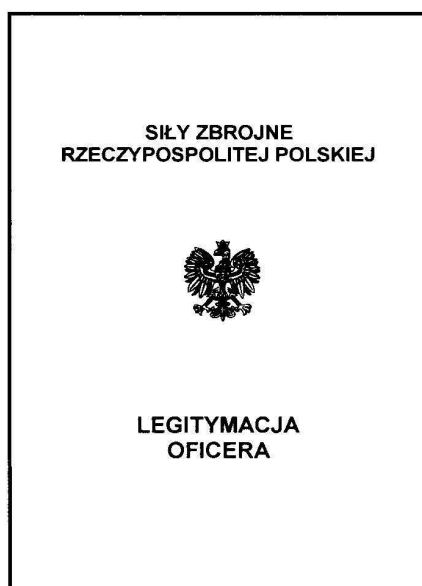 SIŁY ZBROJNE
RZECZYPOSPOLITEJ POLSKIEJ
LEGITYMACJA
OFICERA